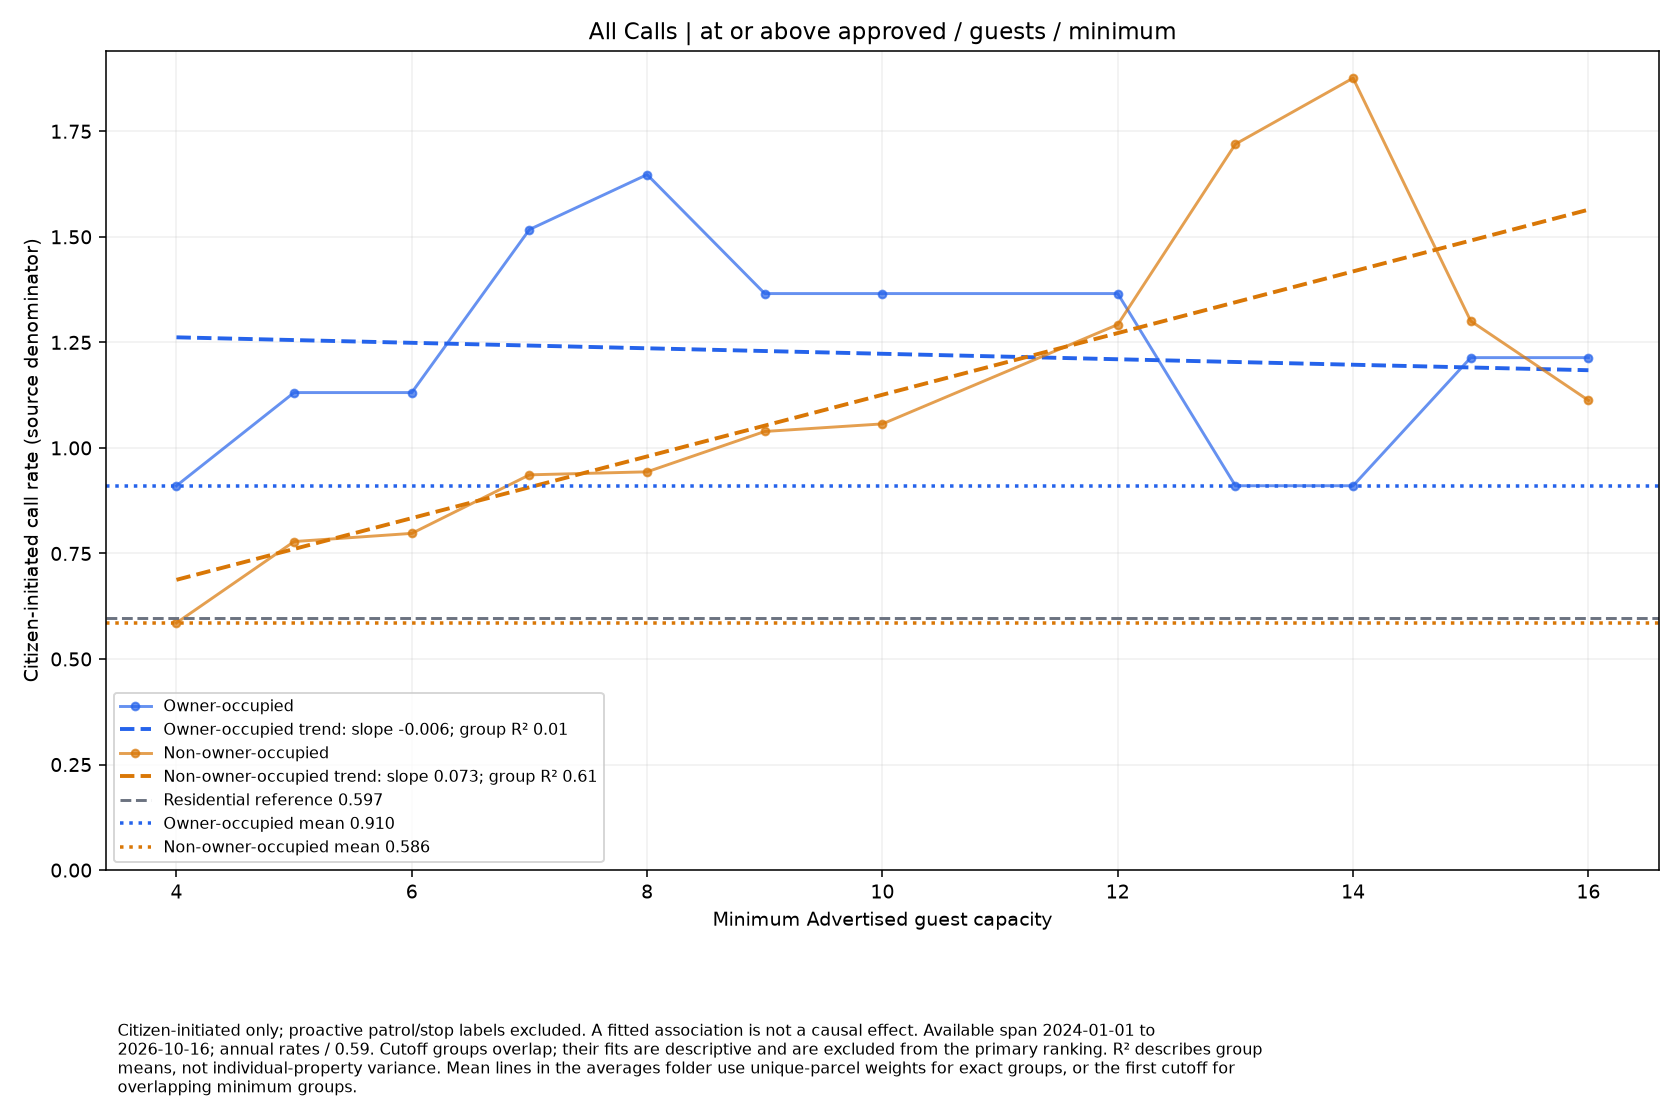 All Calls | at or above approved / guests / minimum
Citizen-initiated call rate (source denominator)
1.75
1.50
1.25
1.00
0.75
0.50
0.25
0.00
Owner-occupied
Owner-occupied trend: slope -0.006; group R² 0.01
Non-owner-occupied
Non-owner-occupied trend: slope 0.073; group R² 0.61
Residential reference 0.597
Owner-occupied mean 0.910
Non-owner-occupied mean 0.586
4 6 8 10 12 14 16
Minimum Advertised guest capacity
Citizen-initiated only; proactive patrol/stop labels excluded. A fitted association is not a causal effect. Available span 2024-01-01 to
2026-10-16; annual rates / 0.59. Cutoff groups overlap; their fits are descriptive and are excluded from the primary ranking. R² describes group
means, not individual-property variance. Mean lines in the averages folder use unique-parcel weights for exact groups, or the first cutoff for
overlapping minimum groups.